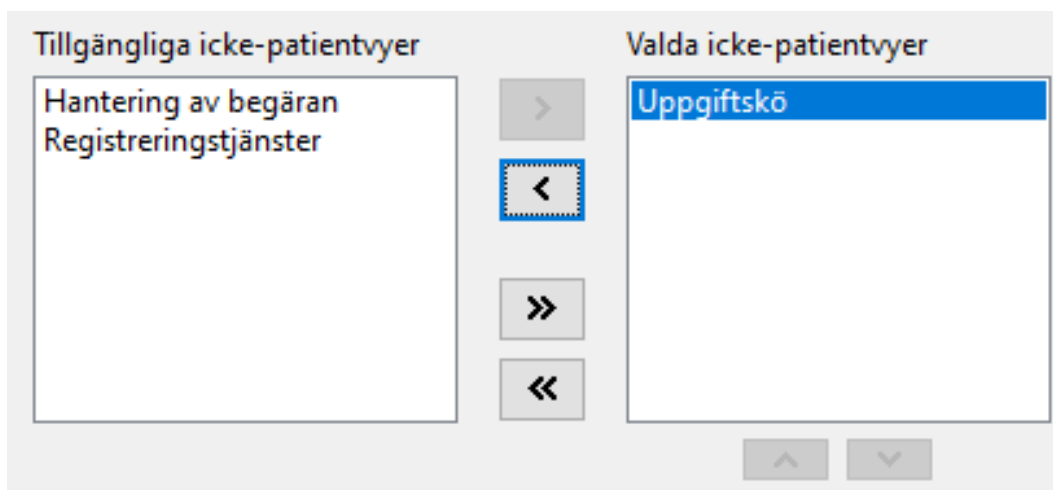 Tillgängliga icke-patientvyer
Hantering av begäran
Registreringstjänster
>
<
»
«
Valda icke-patientvyer
Uppgiftskö